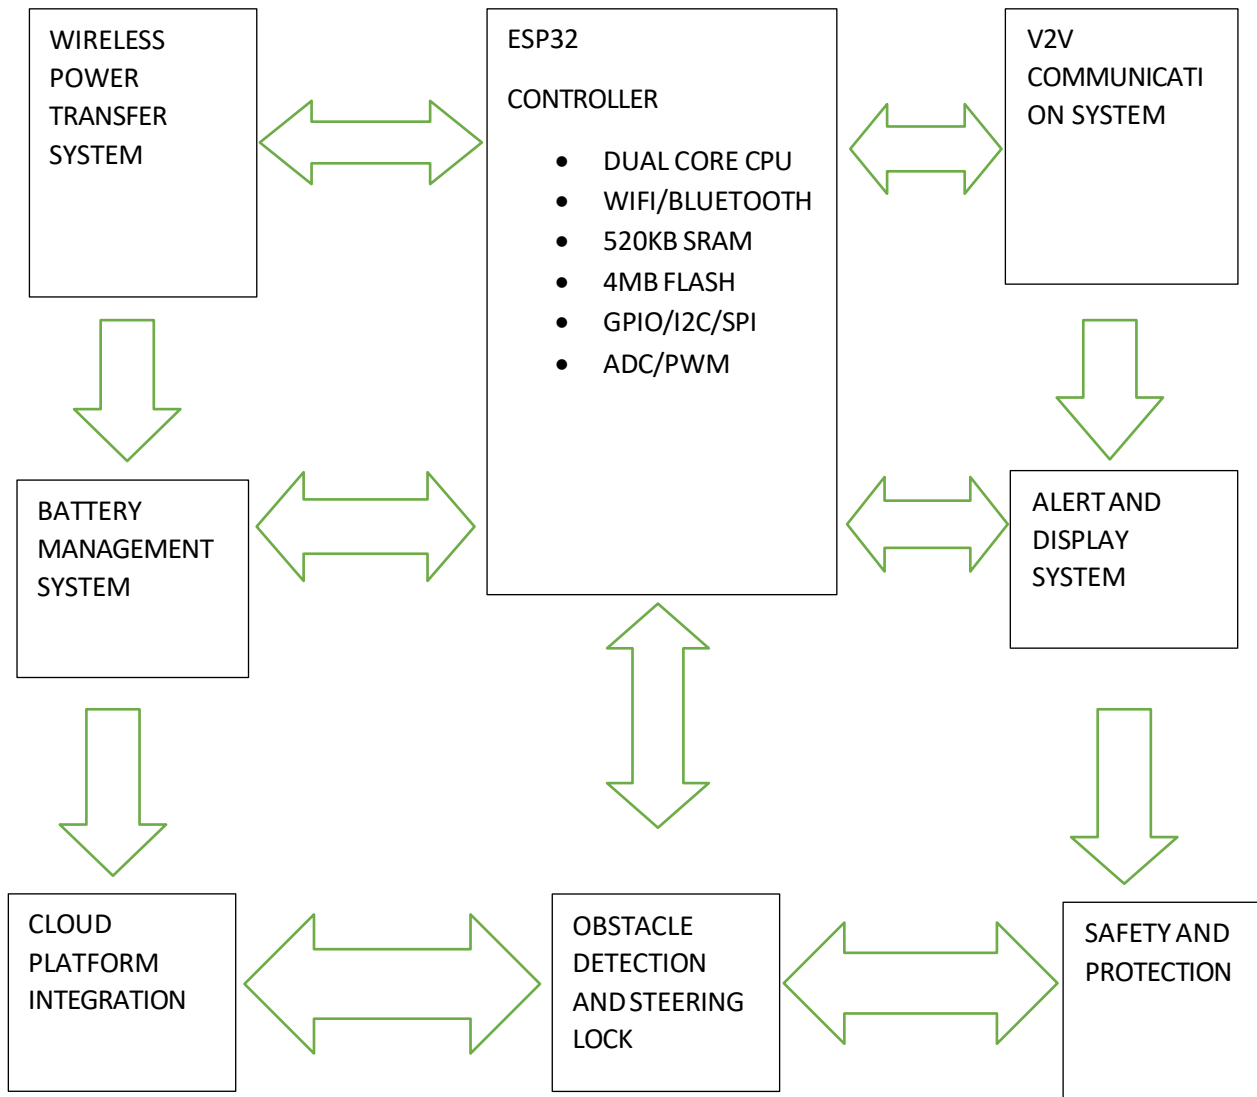 WIRELESS
POWER
TRANSFER
SYSTEM
ESP32
CONTROLLER
• DUAL CORE CPU
• WIFI/BLUETOOTH
• 520KB SRAM
• 4MB FLASH
• GPIO/I2C/SPI
• ADC/PWM
V2V
COMMUNICATI
ON SYSTEM
BATTERY
MANAGEMENT
SYSTEM
ALERT AND
DISPLAY
SYSTEM
CLOUD
PLATFORM
INTEGRATION
OBSTACLE
DETECTION
AND STEERING
LOCK
SAFETY AND
PROTECTION